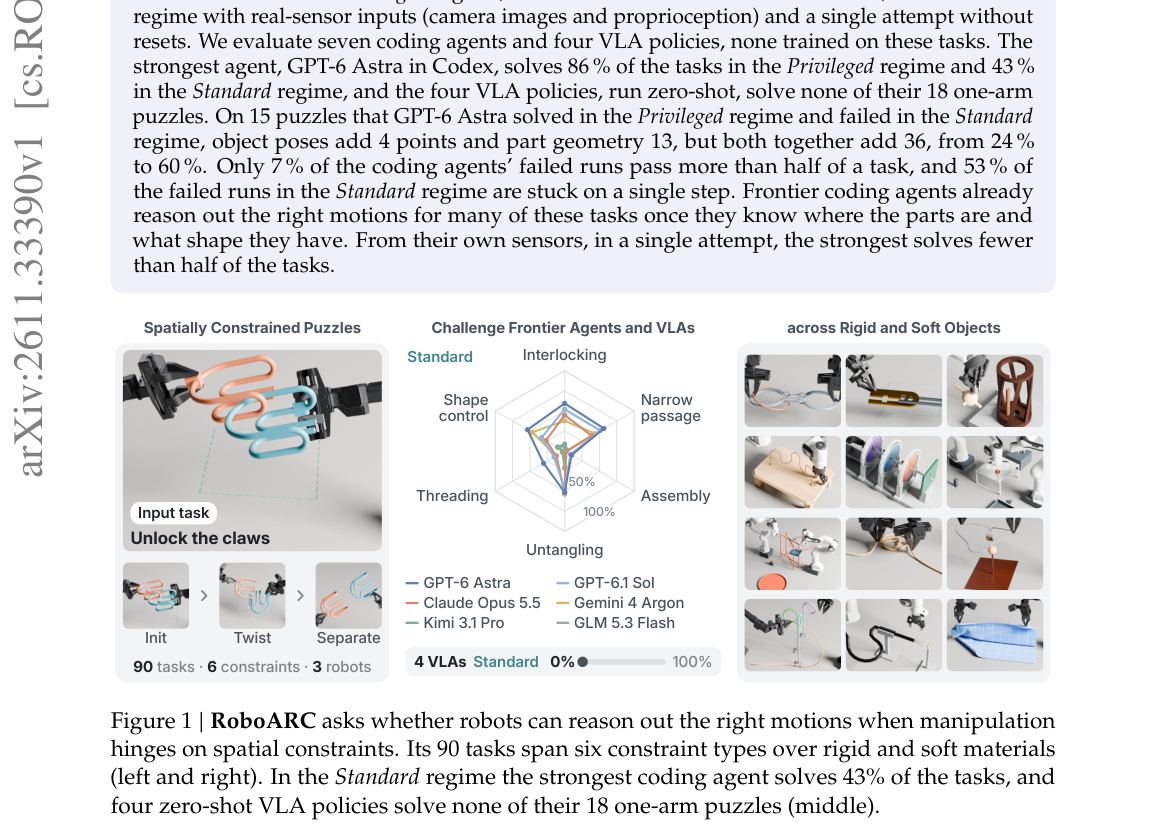 arXiv:2611.33390v1 [cs.RO
regime with real-sensor inputs (camera images and proprioception) and a single attempt without
resets. We evaluate seven coding agents and four VLA policies, none trained on these tasks. The
strongest agent, GPT-6 Astra in Codex, solves 86 % of the tasks in the Privileged regime and 43 %
in the Standard regime, and the four VLA policies, run zero-shot, solve none of their 18 one-arm
puzzles. On 15 puzzles that GPT-6 Astra solved in the Privileged regime and failed in the Standard
regime, object poses add 4 points and part geometry 13, but both together add 36, from 24 %
to 60 %. Only 7 % of the coding agents’ failed runs pass more than half of a task, and 53 % of
the failed runs in the Standard regime are stuck on a single step. Frontier coding agents already
reason out the right motions for many of these tasks once they know where the parts are and
what shape they have. From their own sensors, in a single attempt, the strongest solves fewer
than half of the tasks.
Spatially Constrained Puzzles
Input task
Unlock the claws
Init > Twist > Separate
90 tasks · 6 constraints · 3 robots
Challenge Frontier Agents and VLAs
Standard
Interlocking
Shape control
Narrow passage
Threading
Assembly
50%
100%
Untangling
GPT-6 Astra
GPT-6.1 Sol
Claude Opus 5.5
Gemini 4 Argon
Kimi 3.1 Pro
GLM 5.3 Flash
4 VLAs Standard 0% 100%
across Rigid and Soft Objects
Figure 1 | RoboARC asks whether robots can reason out the right motions when manipulation
hinges on spatial constraints. Its 90 tasks span six constraint types over rigid and soft materials
(left and right). In the Standard regime the strongest coding agent solves 43% of the tasks, and
four zero-shot VLA policies solve none of their 18 one-arm puzzles (middle).